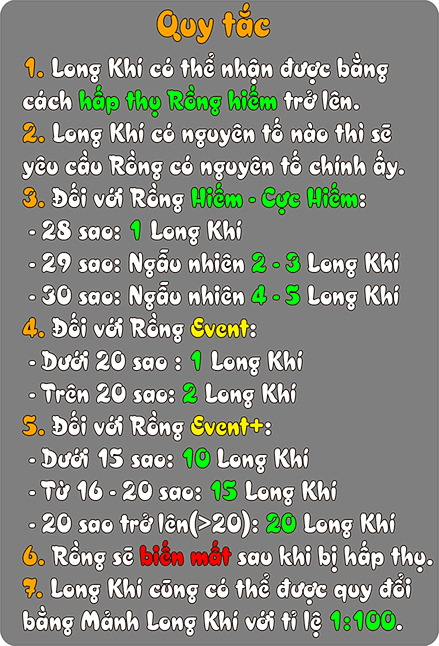 Quy tắc
1. Long Khí có thể nhận được bằng
cách hấp thụ Rồng hiếm trở lên.
2. Long Khí có nguyên tố nào thì sẽ
yêu cầu Rồng có nguyên tố chính ấy.
3. Đối với Rồng Hiếm - Cực Hiếm:
- 28 sao: 1 Long Khí
- 29 sao: Ngẫu nhiên 2 - 3 Long Khí
- 30 sao: Ngẫu nhiên 4 - 5 Long Khí
4. Đối với Rồng Event:
- Dưới 20 sao : 1 Long Khí
- Trên 20 sao: 2 Long Khí
5. Đối với Rồng Event+:
- Dưới 15 sao: 10 Long Khí
- Từ 16 - 20 sao: 15 Long Khí
- 20 sao trở lên(>20): 20 Long Khí
6. Rồng sẽ biến mất sau khi bị hấp thụ.
7. Long Khí cũng có thể được quy đổi
bằng Mảnh Long Khí với tỉ lệ 1:100.